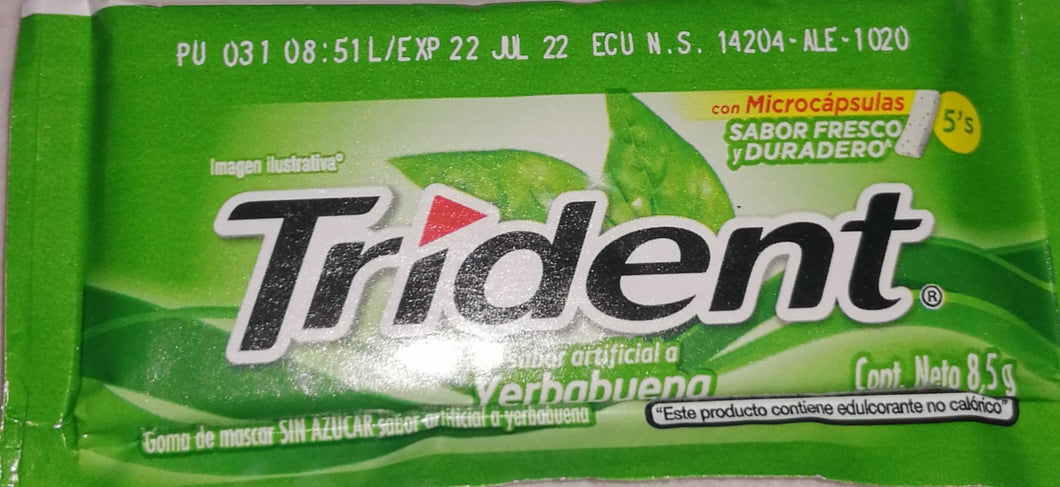 PU 031 08:51L/EXP 22 JUL 22 ECU N.S. 14204-ALE-1020
con Microcápsulas
SABOR FRESCO
y DURADERO^
5's
Imagen ilustrativa°
Trident®
sabor artificial a
Yerbabuena
Cont. Neto 8,5 g
"Este producto contiene edulcorante no calórico"
Goma de mascar SIN AZUCAR sabor artificial a yerbabuena